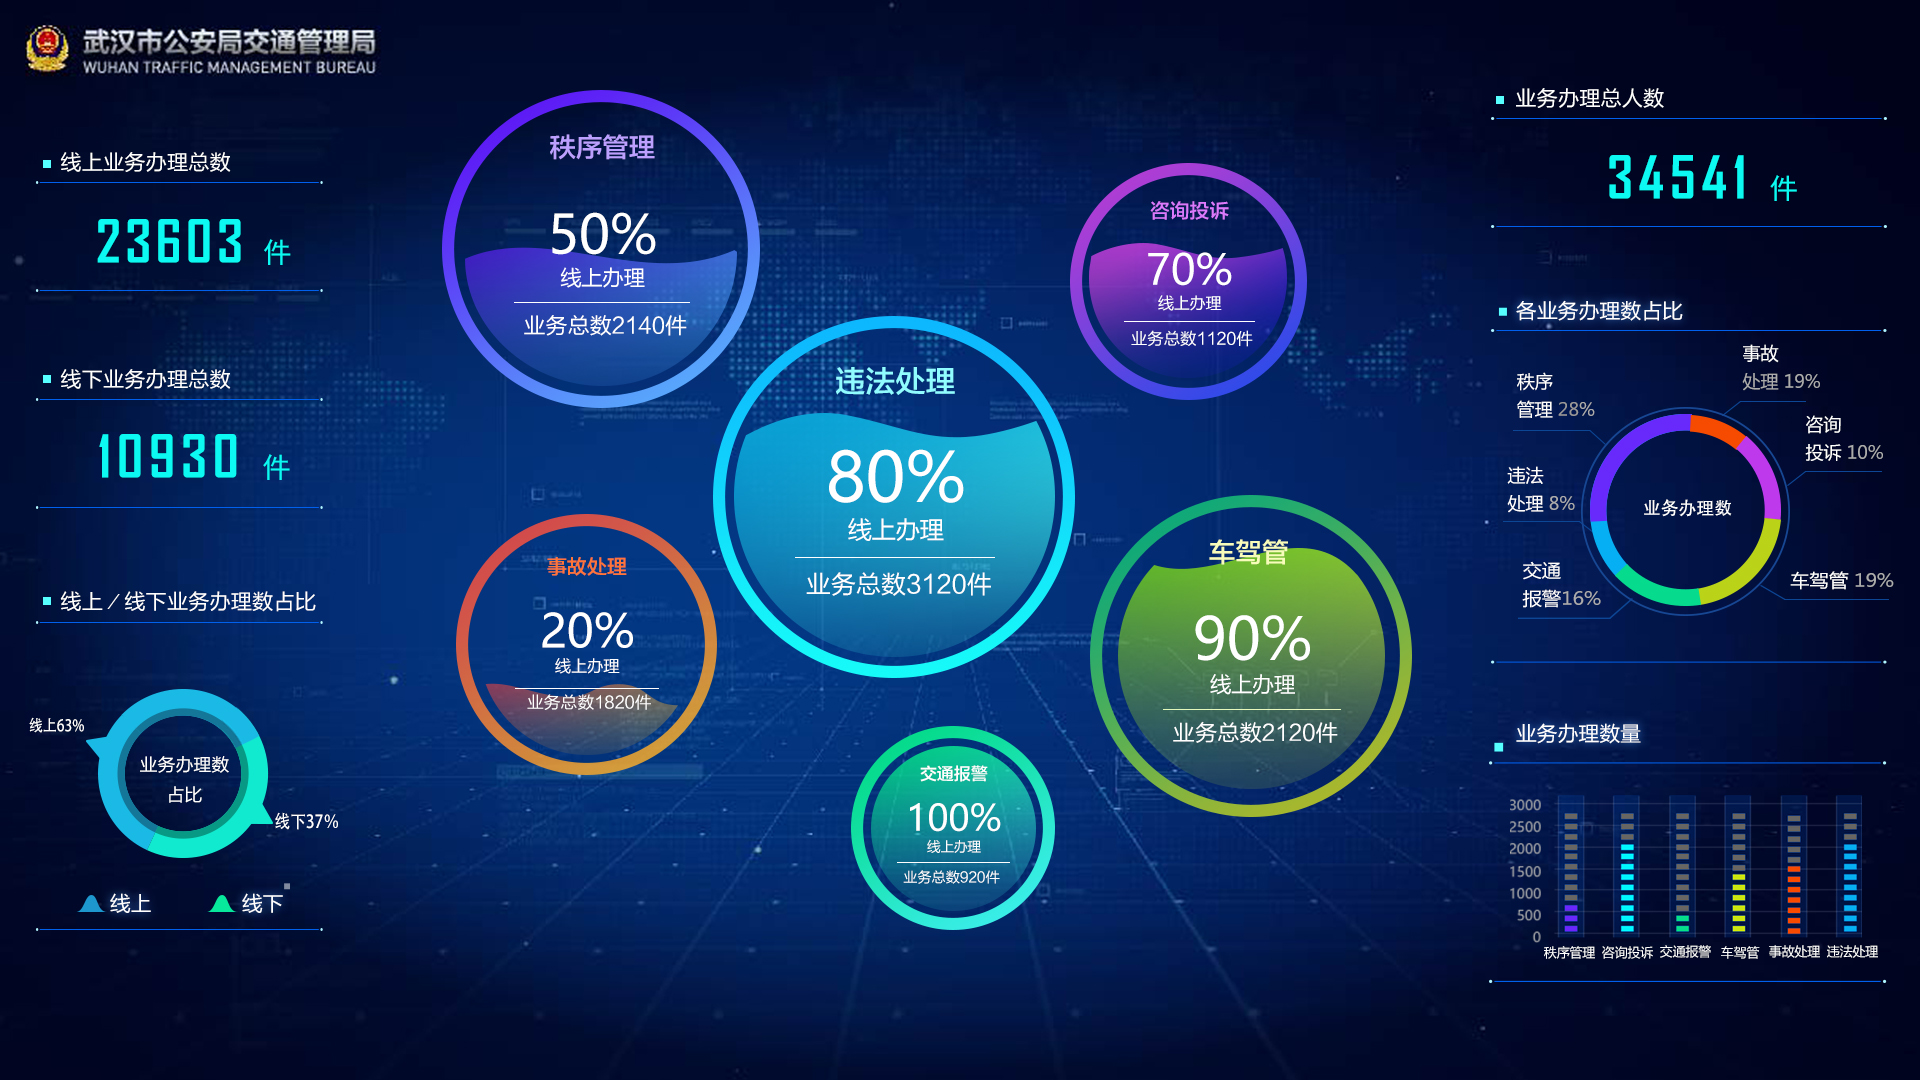 武汉市公安局交通管理局
WUHAN TRAFFIC MANAGEMENT BUREAU
线上业务办理总数
23603 件
线下业务办理总数
10930 件
线上／线下业务办理数占比
线上63%
业务办理数
占比
线下37%
线上
线下
秩序管理
50%
线上办理
业务总数2140件
咨询投诉
70%
线上办理
业务总数1120件
违法处理
80%
线上办理
业务总数3120件
事故处理
20%
线上办理
业务总数1820件
车驾管
90%
线上办理
业务总数2120件
交通报警
100%
线上办理
业务总数920件
业务办理总人数
34541 件
各业务办理数占比
事故
处理 19%
秩序
管理 28%
咨询
投诉 10%
违法
处理 8%
业务办理数
交通
报警16%
车驾管 19%
业务办理数量
3000
2500
2000
1500
1000
500
0
秩序管理 咨询投诉 交通报警 车驾管 事故处理 违法处理